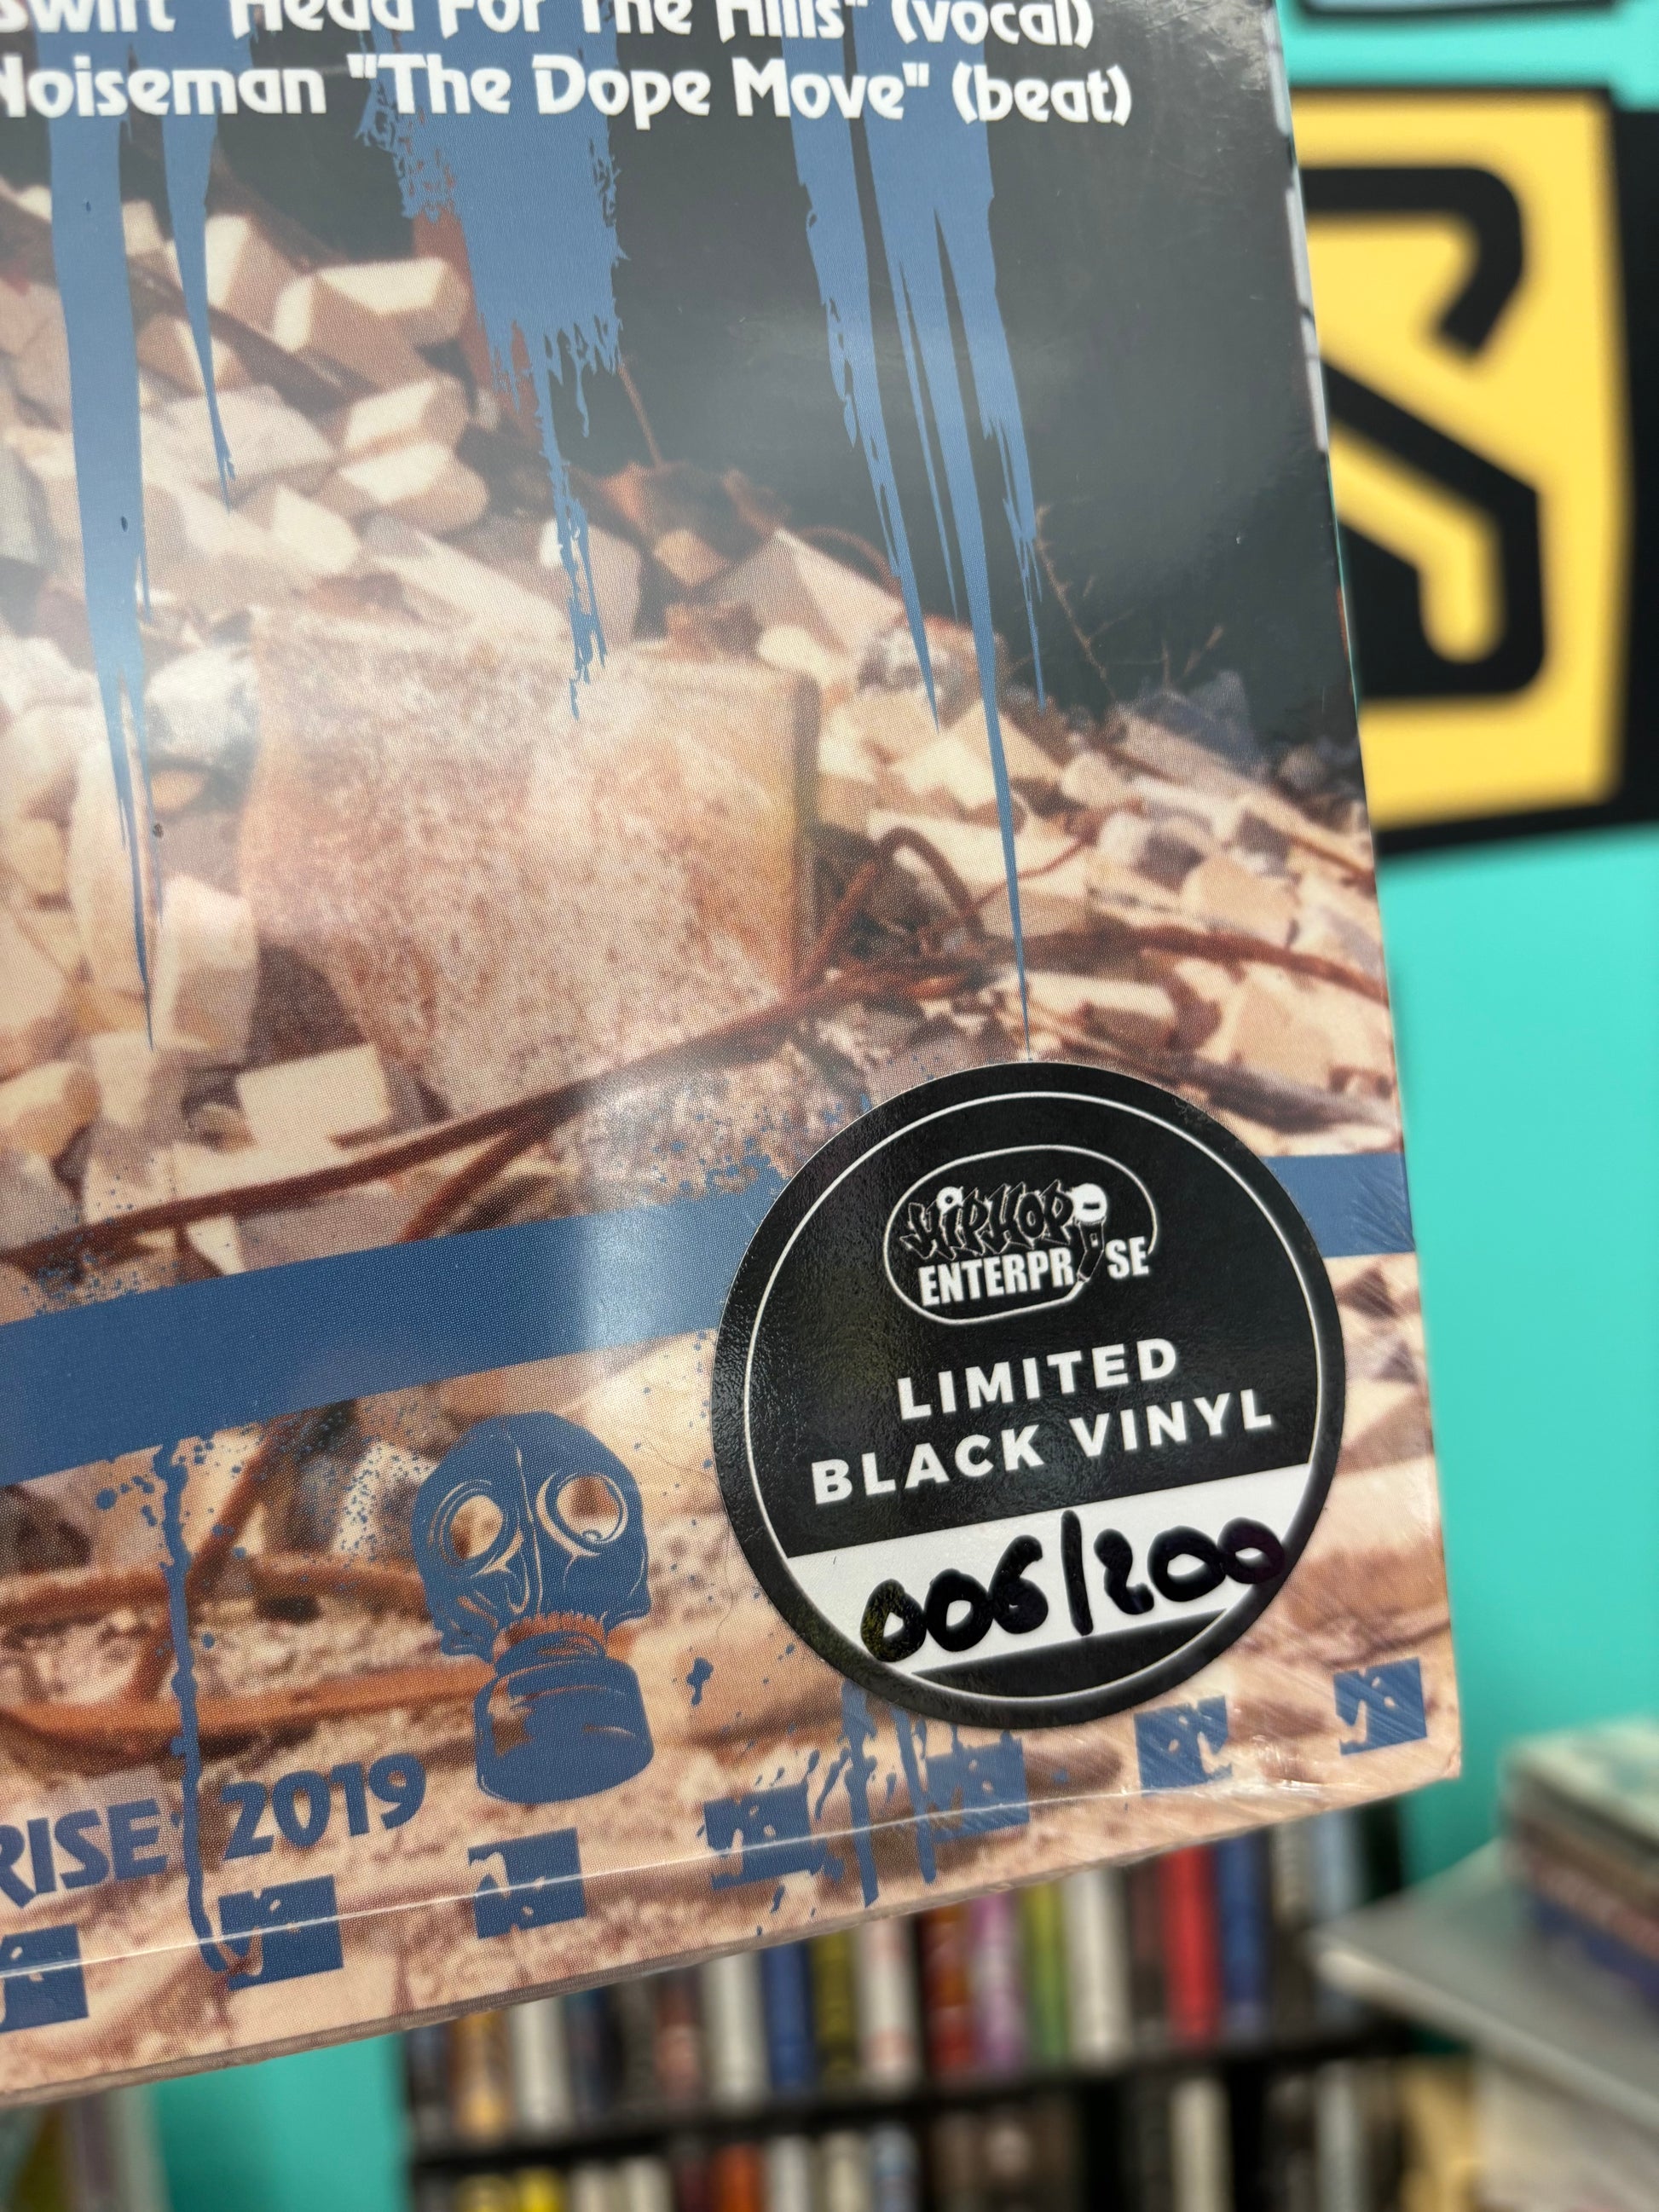 swift "Head For The Hills" (vocal)
Noiseman "The Dope Move" (beat)
HIPHOP
ENTERPRISE
LIMITED
BLACK VINYL
006/200
RISE 2019